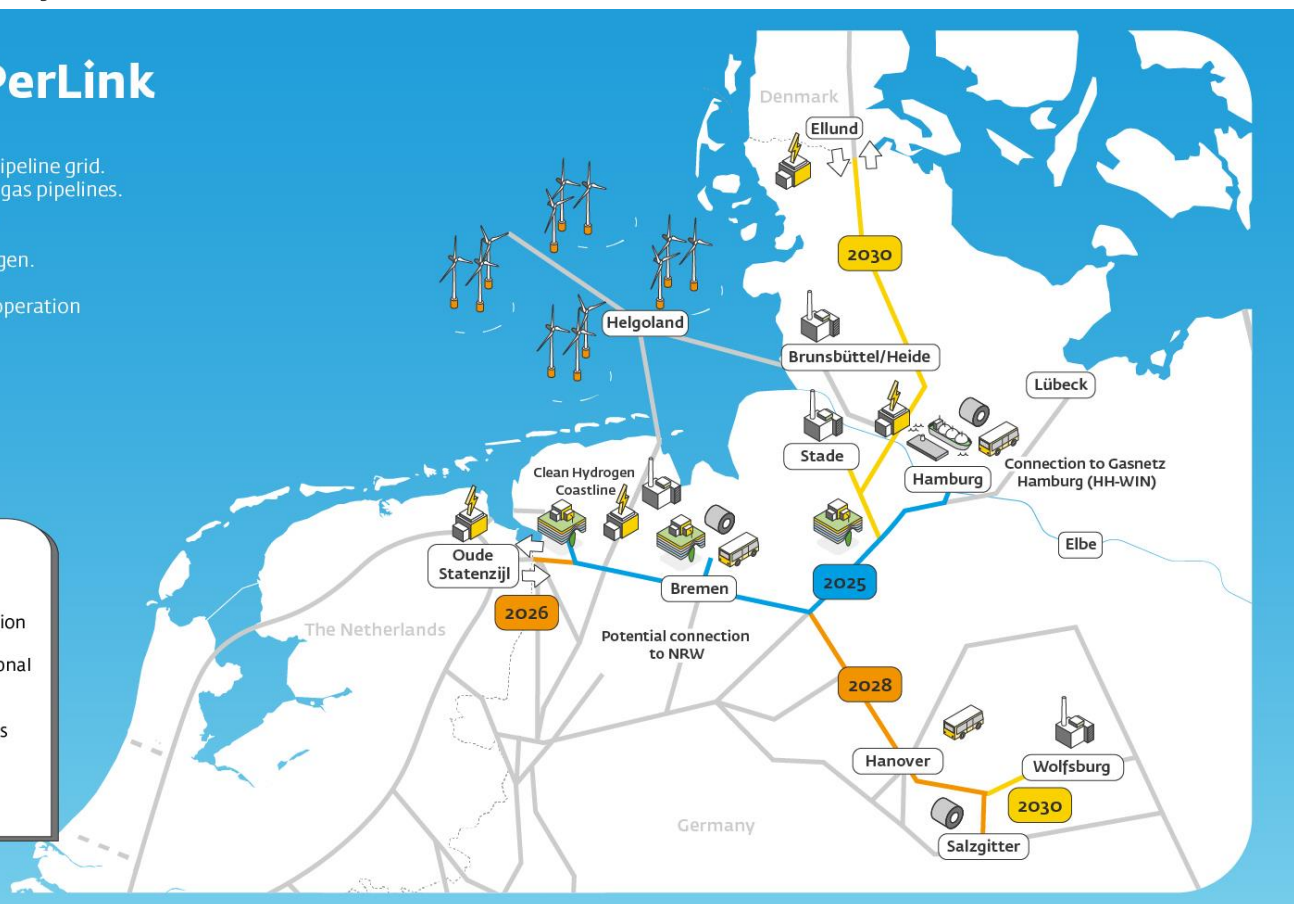 PerLink
ipeline grid.
gas pipelines.
gen.
operation
ion
onal
s
Denmark
Ellund
2030
Helgoland
Brunsbüttel/Heide
Lübeck
Stade
Hamburg
Connection to Gasnetz
Hamburg (HH-WIN)
Clean Hydrogen
Coastline
Elbe
Oude
Statenzijl
2026
Bremen
2025
The Netherlands
Potential connection
to NRW
2028
Hanover
Wolfsburg
2030
Germany
Salzgitter